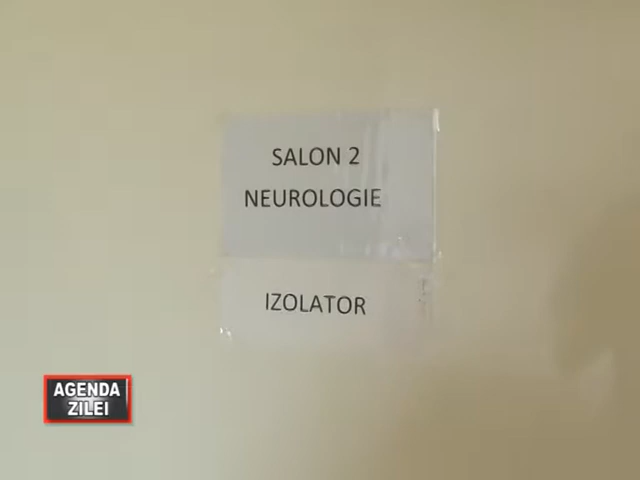 SALON 2
NEUROLOGIE
IZOLATOR
AGENDA
ZILEI